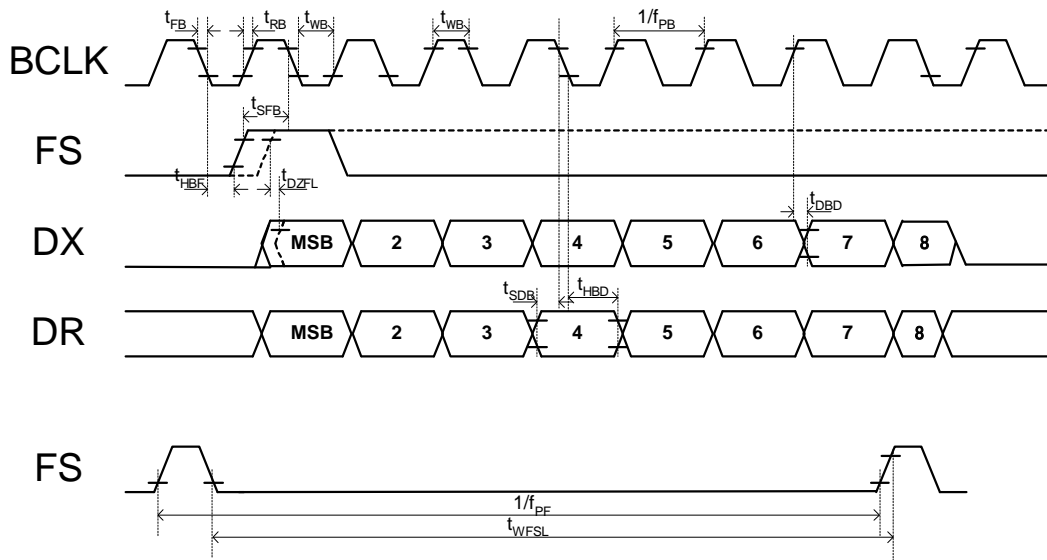 tFB tRB tWB tWB 1/fPB
BCLK
tSFB
FS
tHBF tDZFL
tDBD
DX MSB 2 3 4 5 6 7 8
tSDB tHBD
DR MSB 2 3 4 5 6 7 8
FS
1/fPF
tWFSL